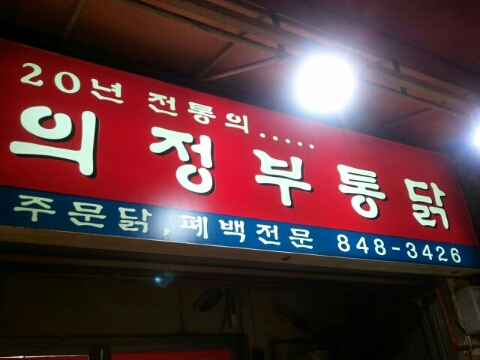 20년 전통의.....
의정부통닭
주문닭,폐백전문 848-3426